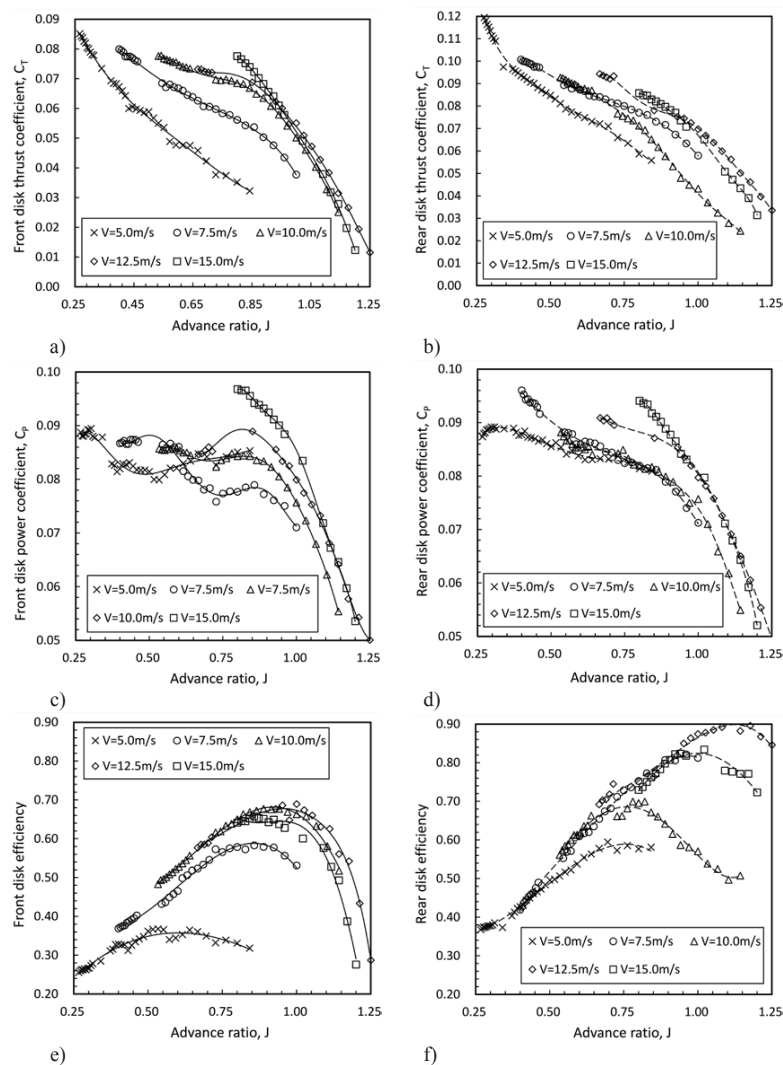 0.09
0.08
0.07
0.06
0.05
0.04
0.03
0.02
0.01
0.00
Front disk thrust coefficient, C_T
V=5.0m/s V=7.5m/s V=10.0m/s
V=12.5m/s V=15.0m/s
0.25 0.45 0.65 0.85 1.05 1.25
Advance ratio, J
a)
0.12
0.11
0.10
0.09
0.08
0.07
0.06
0.05
0.04
0.03
0.02
0.01
0.00
Rear disk thrust coefficient, C_T
V=5.0m/s V=7.5m/s V=10.0m/s
V=12.5m/s V=15.0m/s
0.25 0.50 0.75 1.00 1.25
Advance ratio, J
b)
0.10
0.09
0.08
0.07
0.06
0.05
Front disk power coefficient, C_P
V=5.0m/s V=7.5m/s V=7.5m/s
V=10.0m/s V=15.0m/s
0.25 0.50 0.75 1.00 1.25
Advance ratio, J
c)
0.10
0.09
0.08
0.07
0.06
0.05
Rear disk power coefficient, C_P
V=5.0m/s V=7.5m/s V=10.0m/s
V=12.5m/s V=15.0m/s
0.25 0.50 0.75 1.00 1.25
Advance ratio, J
d)
0.90
0.80
0.70
0.60
0.50
0.40
0.30
0.20
Front disk efficiency
V=5.0m/s V=7.5m/s V=10.0m/s
V=12.5m/s V=15.0m/s
0.25 0.50 0.75 1.00 1.25
Advance ratio, J
e)
0.90
0.80
0.70
0.60
0.50
0.40
0.30
0.20
Rear disk efficiency
V=5.0m/s V=7.5m/s V=10.0m/s
V=12.5m/s V=15.0m/s
0.25 0.50 0.75 1.00 1.25
Advance ratio, J
f)